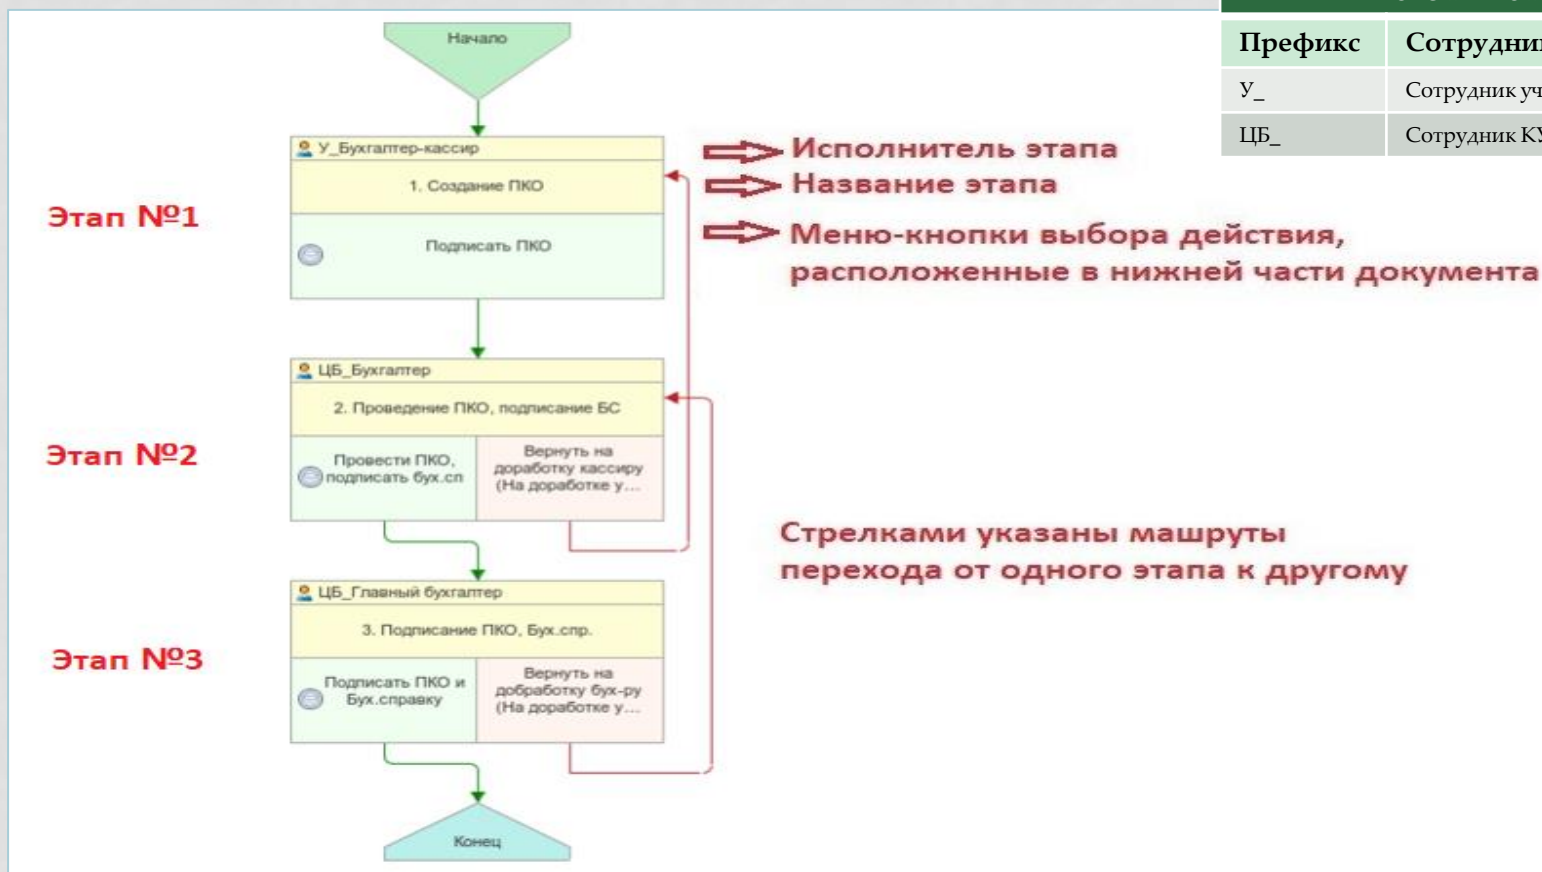 Префикс
У_
ЦБ_
Сотрудник
Сотрудник КУ
Начало
У_Бухгалтер-кассир
1. Создание ПКО
Подписать ПКО
Этап №1
Исполнитель этапа
Название этапа
Меню-кнопки выбора действия,
расположенные в нижней части документа
ЦБ_Бухгалтер
2. Проведение ПКО, подписание БС
Этап №2
Провести ПКО,
подписать бух.сп
Вернуть на
доработку кассиру
(На доработке у...
Стрелками указаны машруты
перехода от одного этапа к другому
ЦБ_Главный бухгалтер
3. Подписание ПКО, Бух.спр.
Этап №3
Подписать ПКО и
Бух.справку
Вернуть на
добработку бух-ру
(На доработке у...
Конец